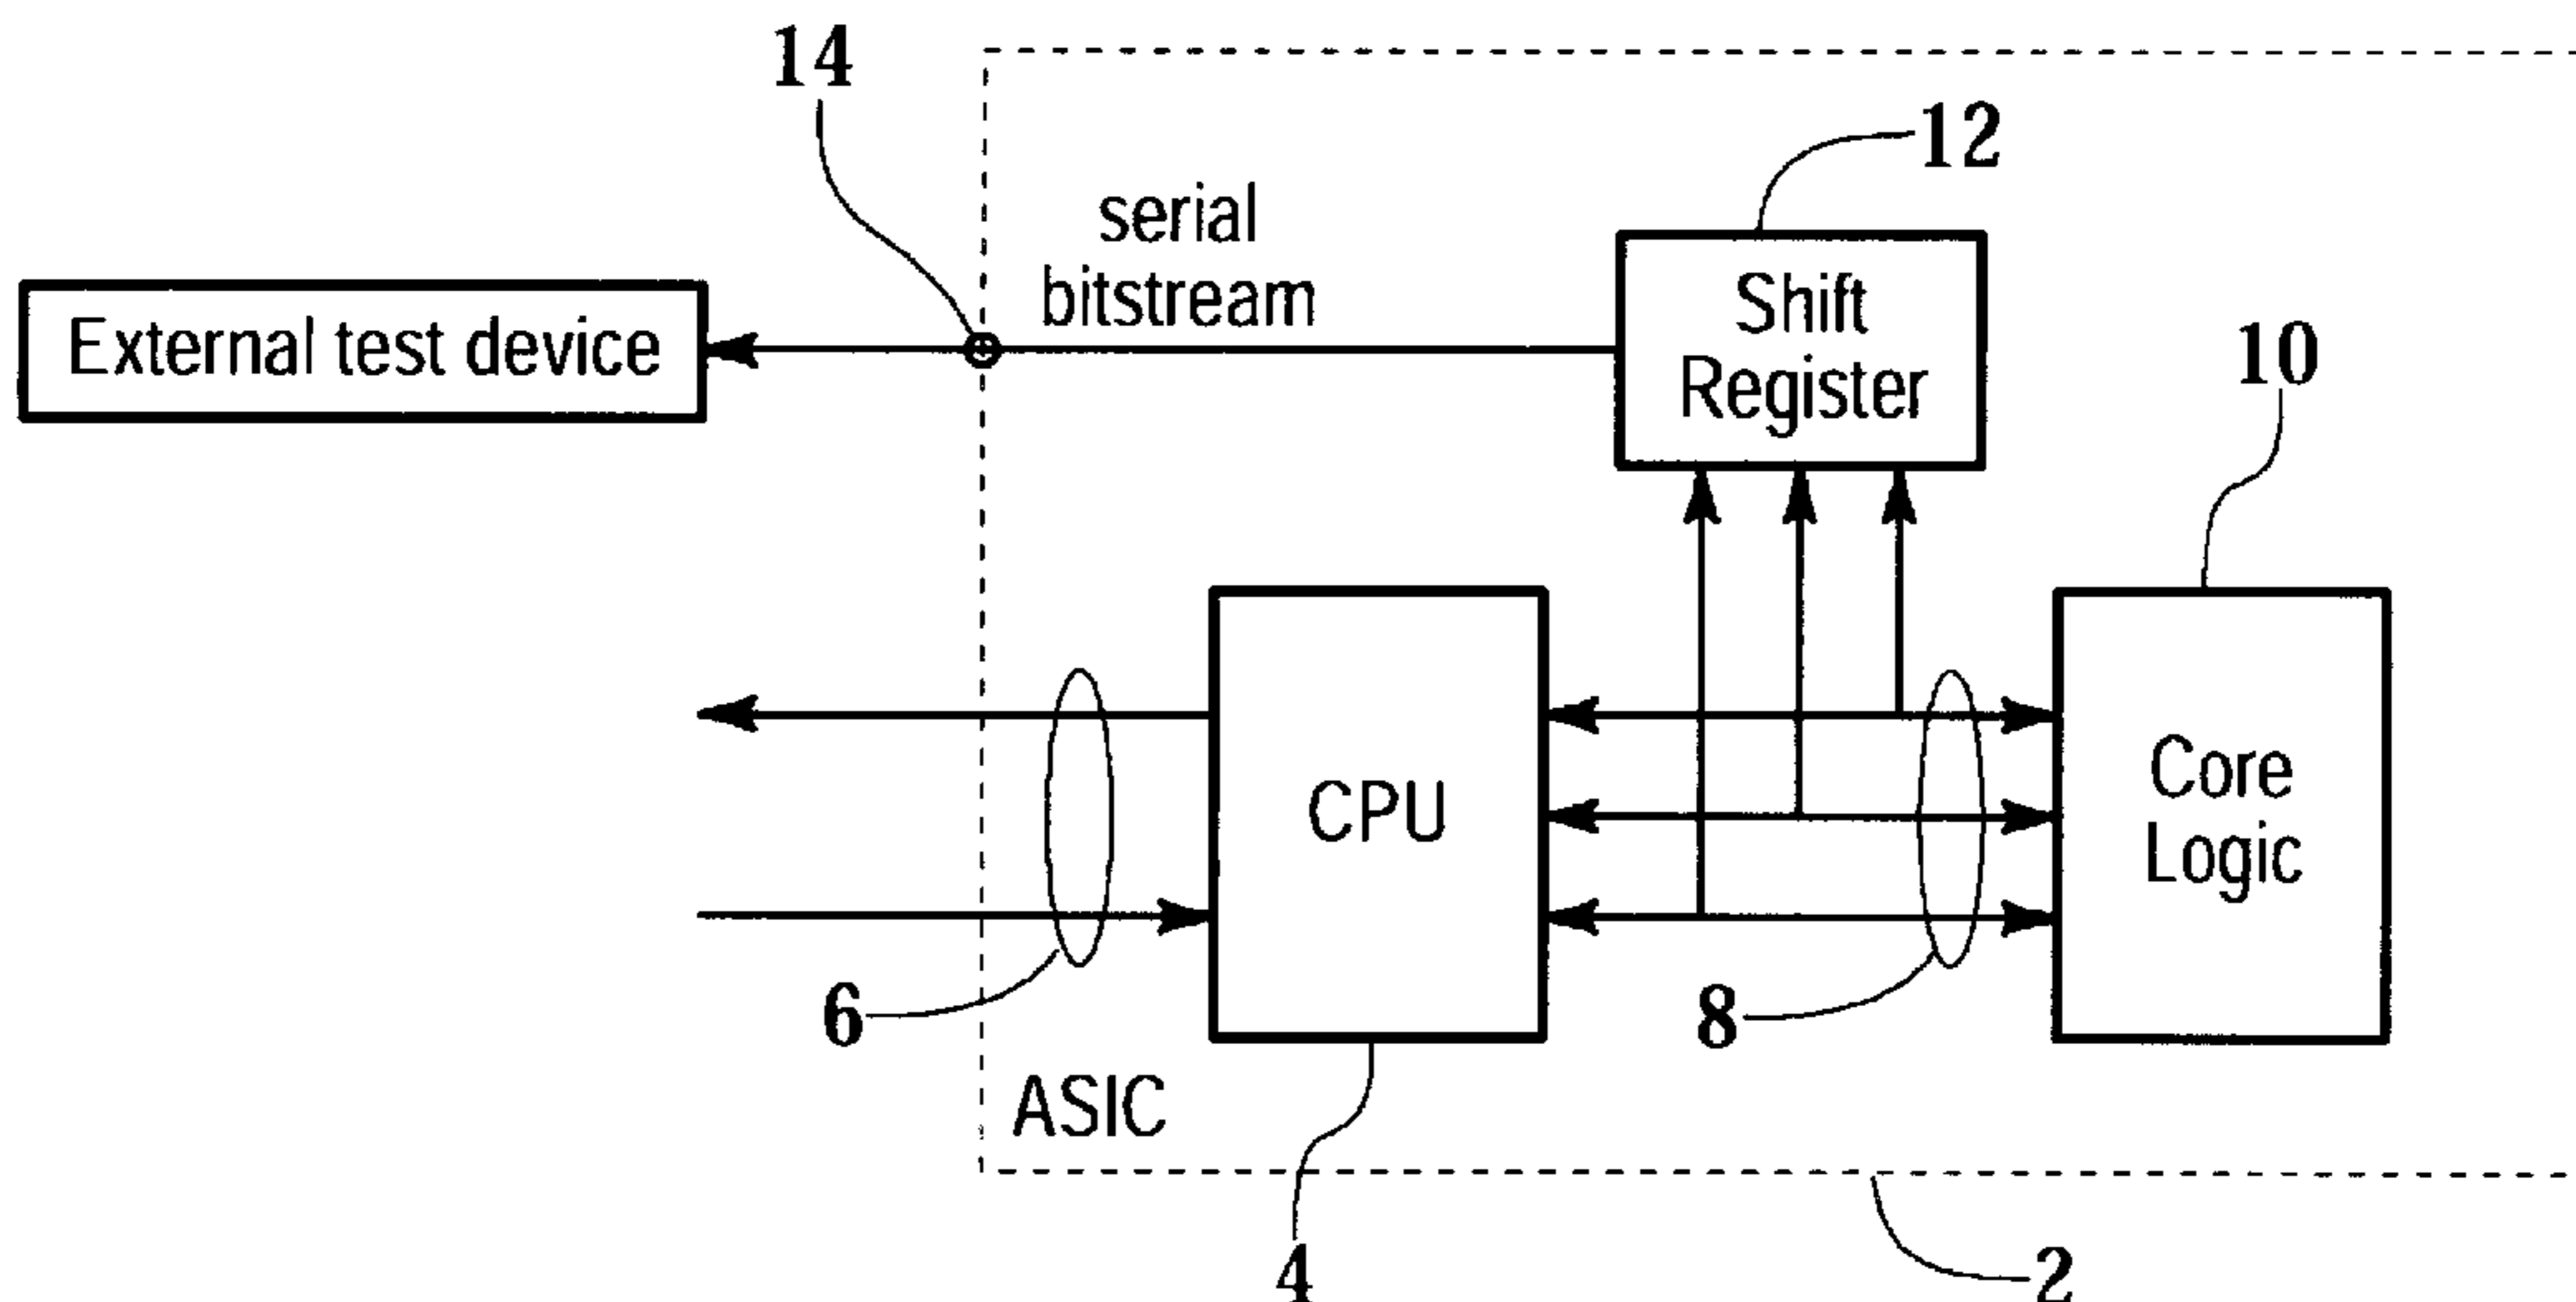 14
12
serial
bitstream
Shift
Register
External test device
10
CPU
Core
Logic
6
8
ASIC
4
2